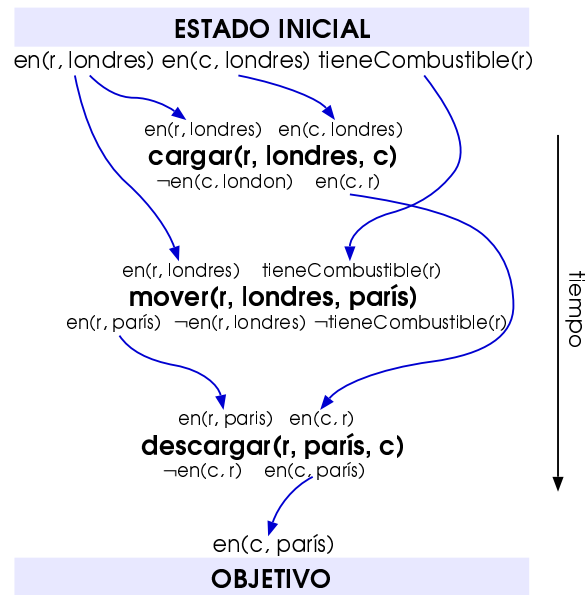 ESTADO INICIAL
en(r, londres) en(c, londres) tieneCombustible(r)
en(r, londres) en(c, londres)
cargar(r, londres, c)
¬en(c, london) en(c, r)
en(r, londres) tieneCombustible(r)
mover(r, londres, parís)
en(r, parís) ¬en(r, londres) ¬tieneCombustible(r)
en(r, paris) en(c, r)
descargar(r, parís, c)
¬en(c, r) en(c, parís)
en(c, parís)
OBJETIVO
tiempo